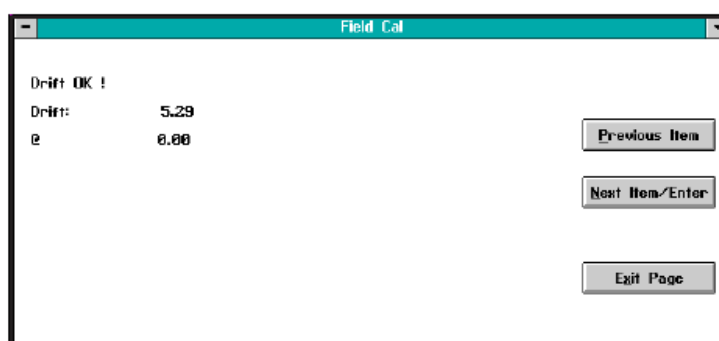 Field Cal
Drift OK !
Drift: 5.29
@ 0.00
Previous Item
Next Item/Enter
Exit Page